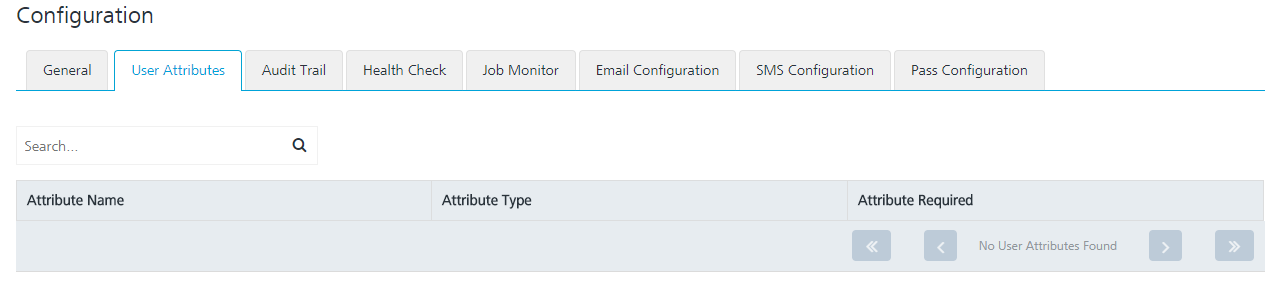 Configuration
General User Attributes Audit Trail Health Check Job Monitor Email Configuration SMS Configuration Pass Configuration
Search...
Attribute Name Attribute Type Attribute Required
No User Attributes Found